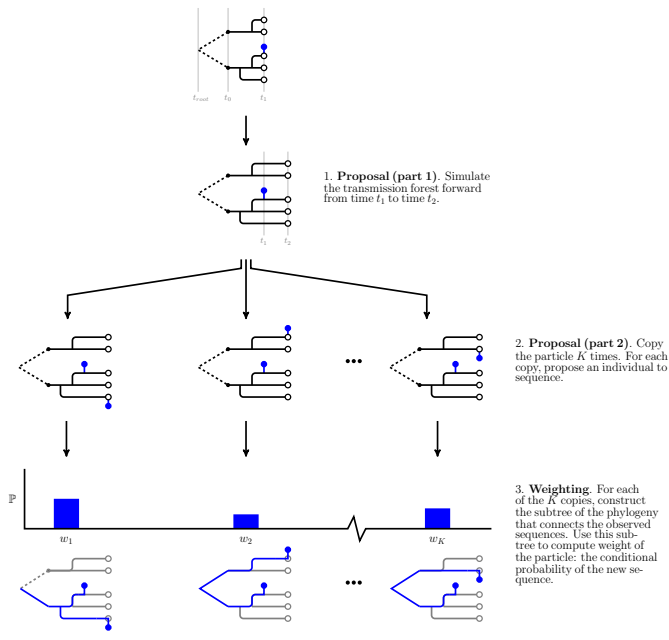 t_root t_0 t_1
1. Proposal (part 1). Simulate
the transmission forest forward
from time t_1 to time t_2.
t_1 t_2
2. Proposal (part 2). Copy
the particle K times. For each
copy, propose an individual to
sequence.
•••
3. Weighting. For each
of the K copies, construct
the subtree of the phylogeny
that connects the observed
sequences. Use this sub-
tree to compute weight of
the particle: the conditional
probability of the new se-
quence.
ℙ
w_1 w_2 w_K
•••